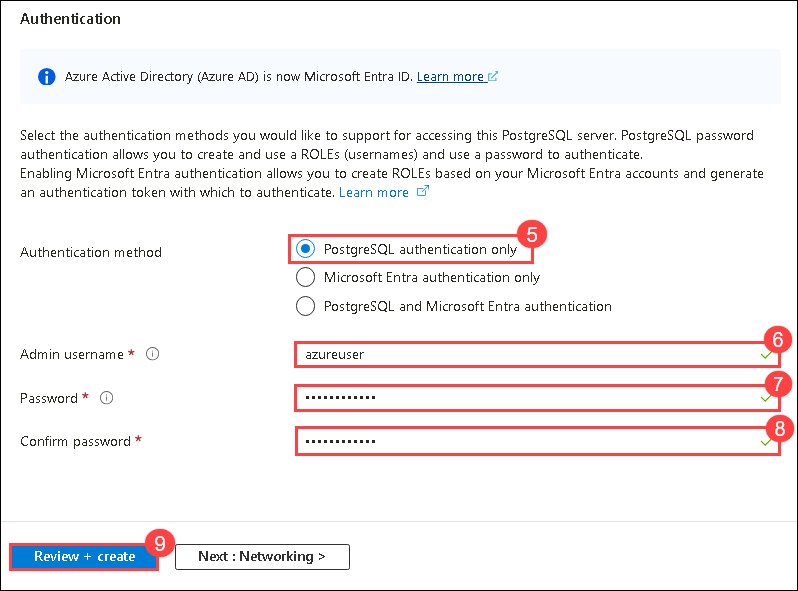 Authentication
Azure Active Directory (Azure AD) is now Microsoft Entra ID. Learn more
Select the authentication methods you would like to support for accessing this PostgreSQL server. PostgreSQL password
authentication allows you to create and use a ROLEs (usernames) and use a password to authenticate.
Enabling Microsoft Entra authentication allows you to create ROLEs based on your Microsoft Entra accounts and generate
an authentication token with which to authenticate. Learn more
5
Authentication method PostgreSQL authentication only
Microsoft Entra authentication only
PostgreSQL and Microsoft Entra authentication
6
Admin username * azureuser
7
Password * ••••••••••••
8
Confirm password * ••••••••••••
9
Review + create Next : Networking >